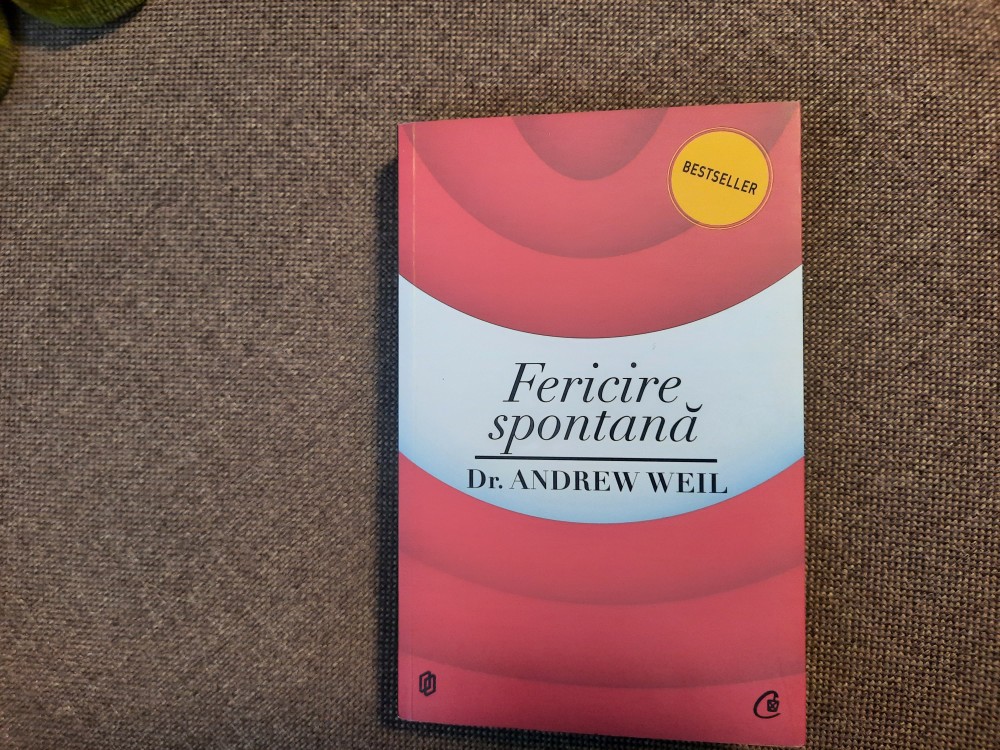 BESTSELLER
Fericire
spontană
Dr. ANDREW WEIL